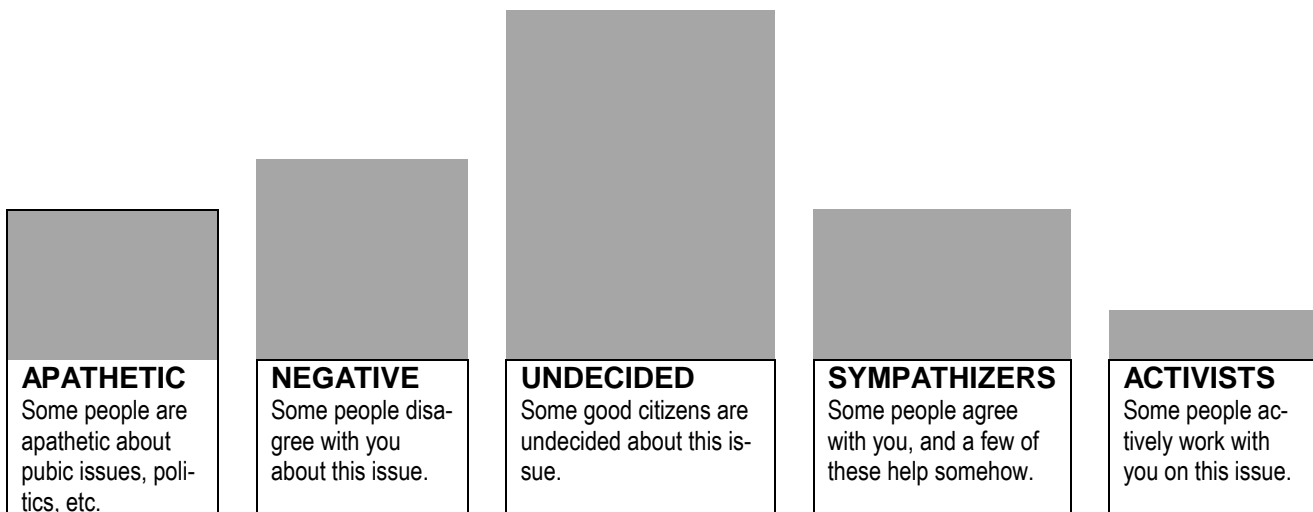 APATHETIC
Some people are
apathetic about
pubic issues, poli-
tics, etc.
NEGATIVE
Some people disa-
gree with you
about this issue.
UNDECIDED
Some good citizens are
undecided about this is-
sue.
SYMPATHIZERS
Some people agree
with you, and a few of
these help somehow.
ACTIVISTS
Some people ac-
tively work with
you on this issue.